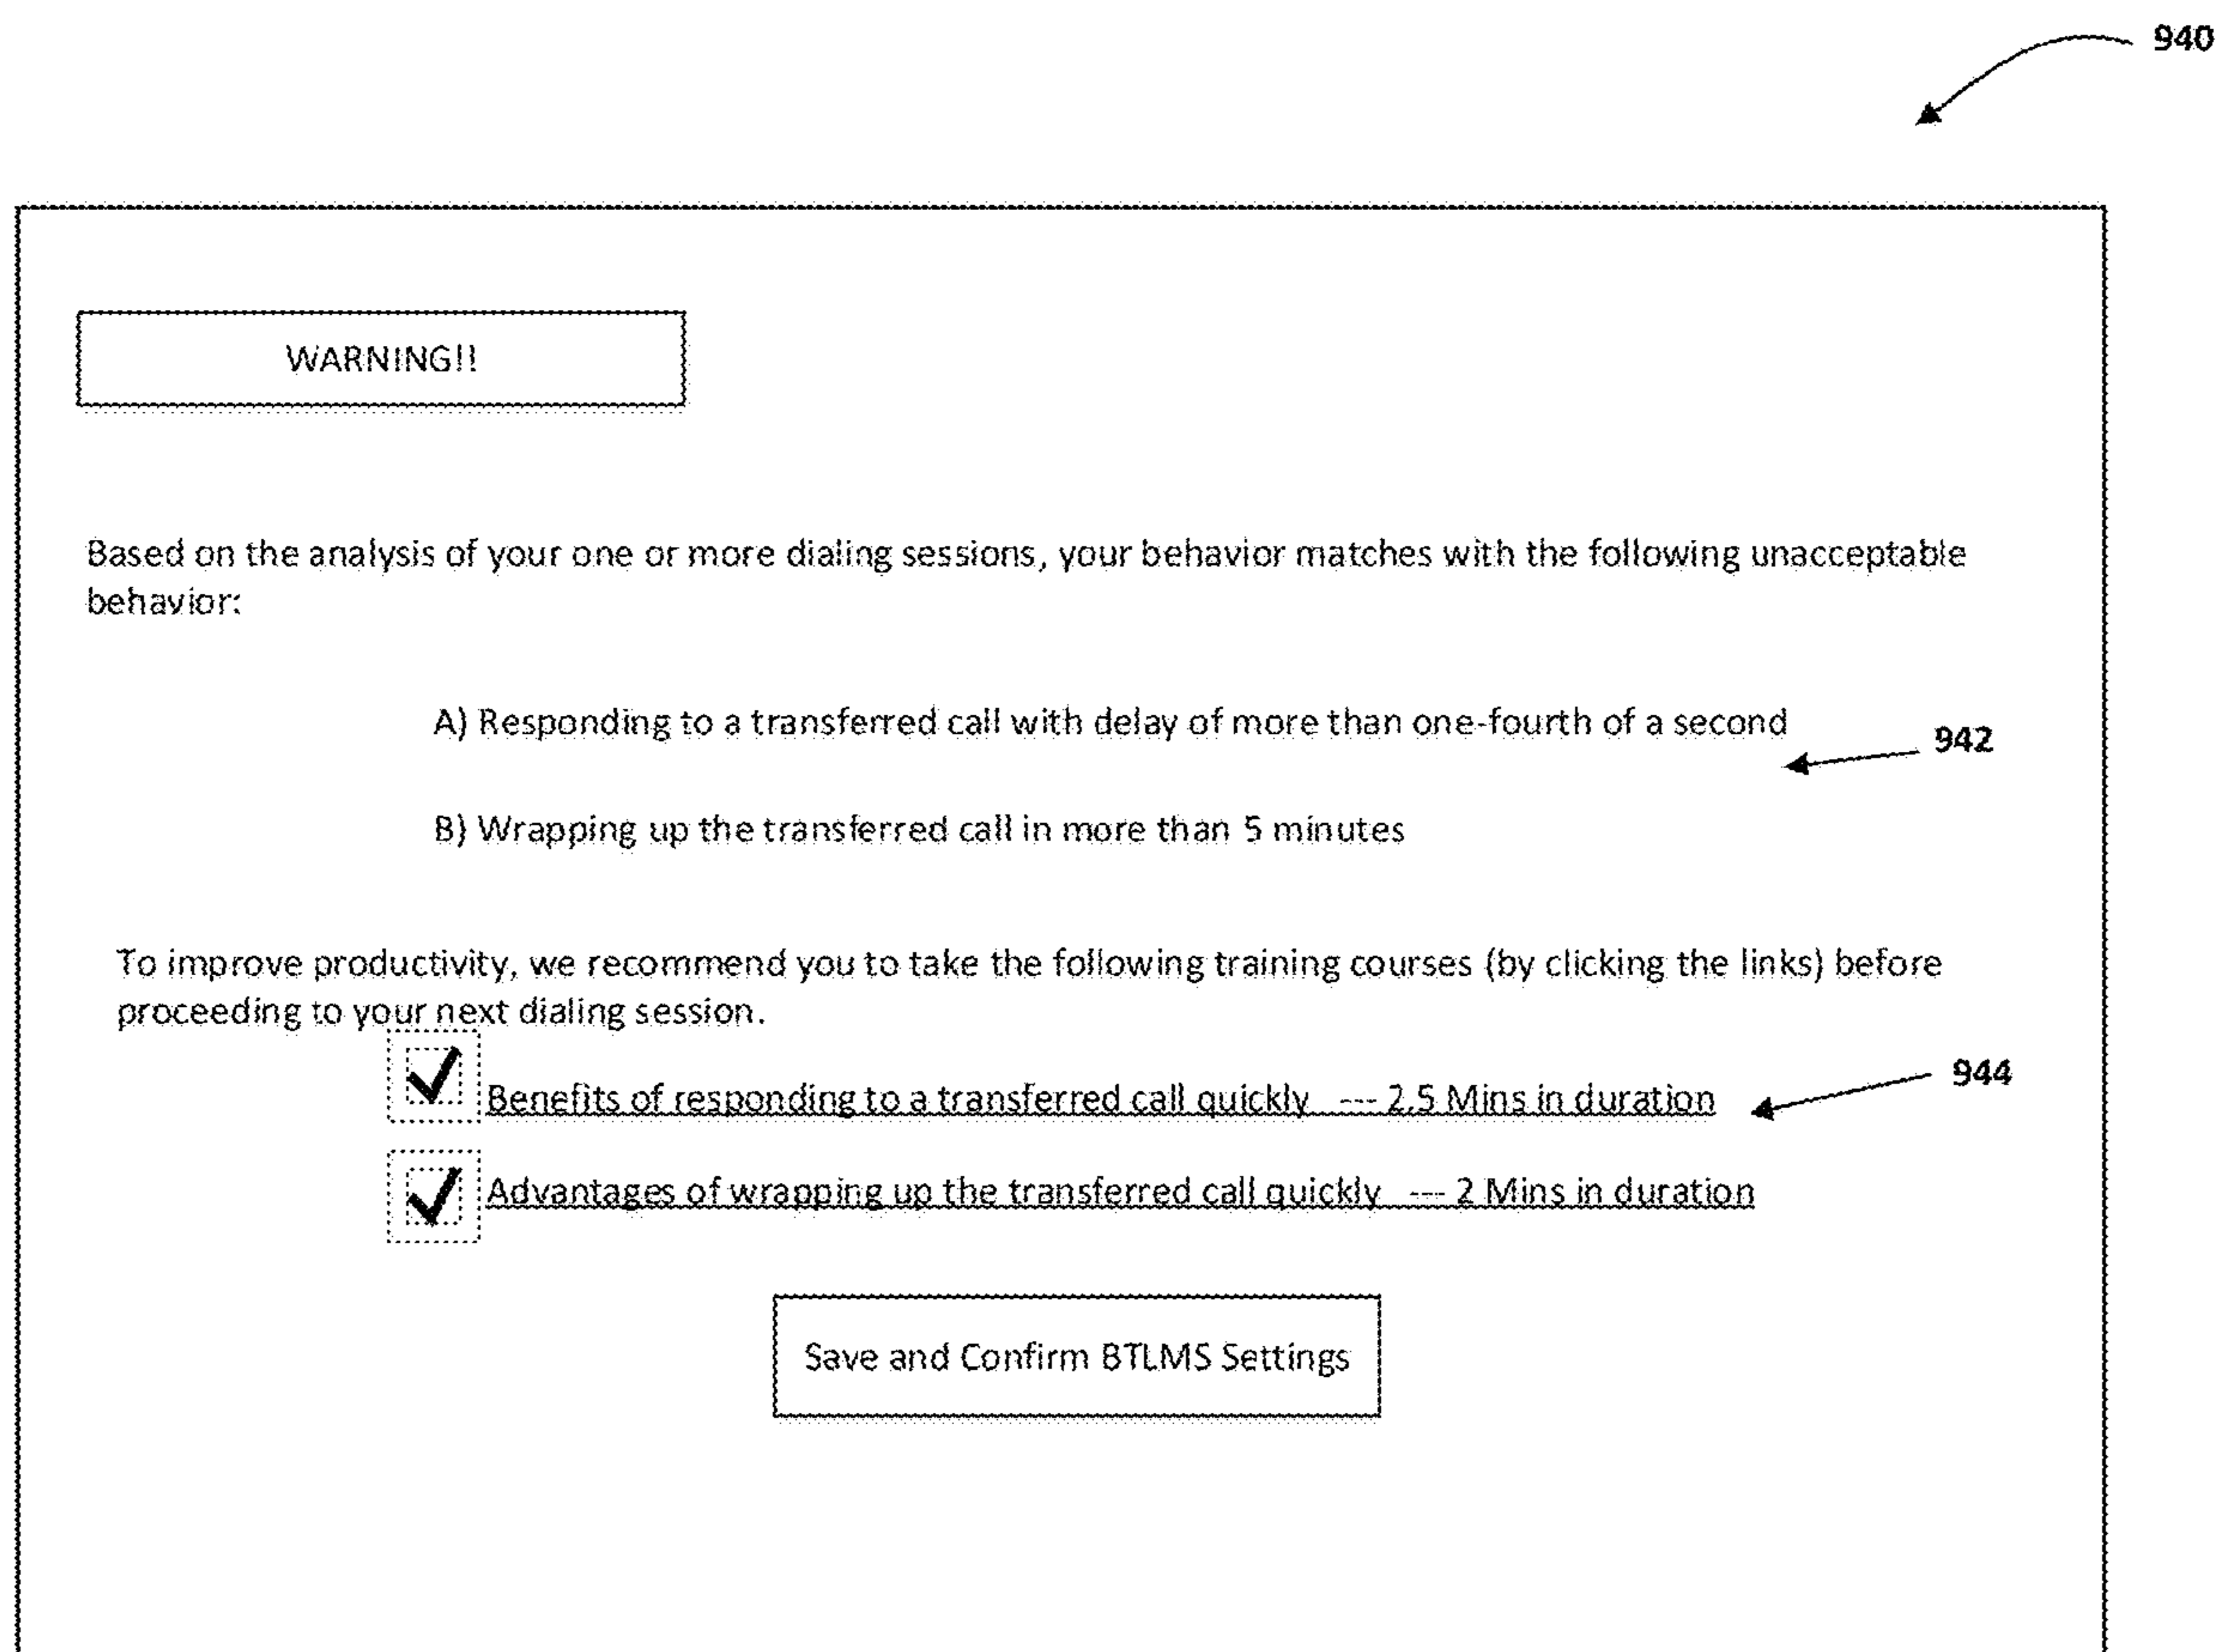 940
WARNING!!
Based on the analysis of your one or more dialing sessions, your behavior matches with the following unacceptable
behavior:
A) Responding to a transferred call with delay of more than one-fourth of a second
942
B) Wrapping up the transferred call in more than 5 minutes
To improve productivity, we recommend you to take the following training courses (by clicking the links) before
proceeding to your next dialing session.
Benefits of responding to a transferred call quickly --- 2.5 Mins in duration
944
Advantages of wrapping up the transferred call quickly --- 2 Mins in duration
Save and Confirm BTLMS Settings